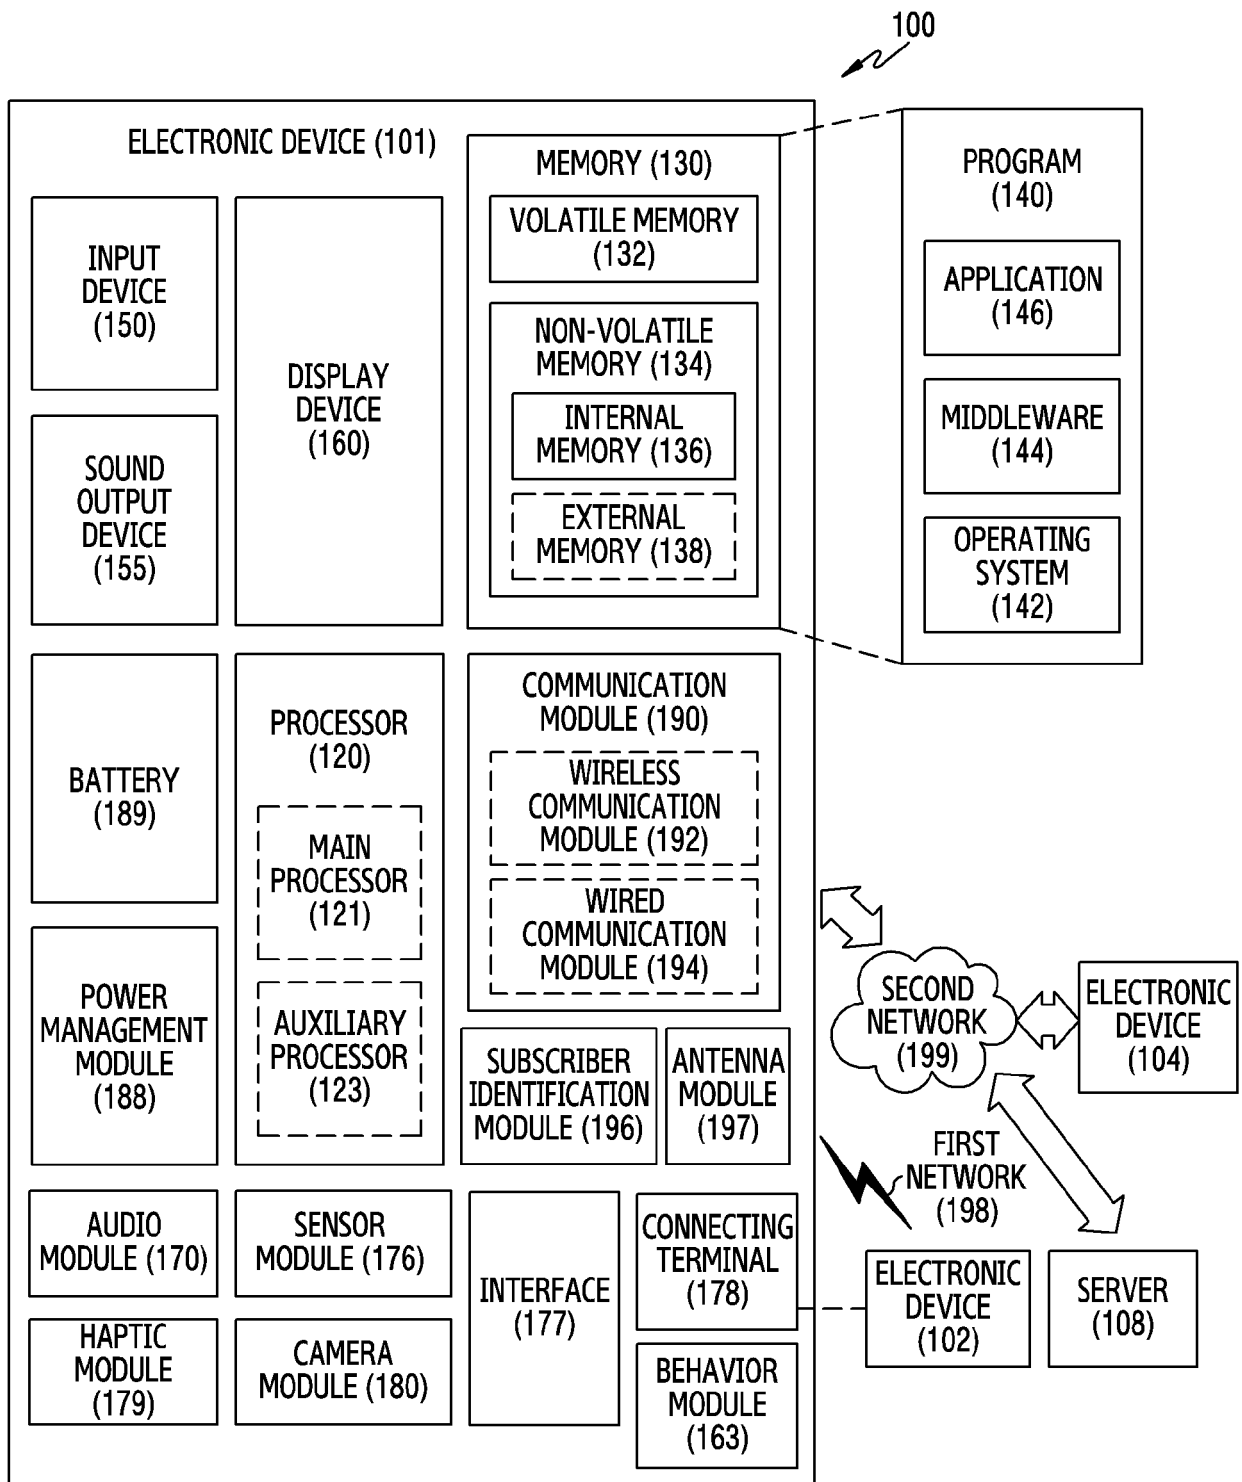 100
ELECTRONIC DEVICE (101)
INPUT
DEVICE
(150)
SOUND
OUTPUT
DEVICE
(155)
DISPLAY
DEVICE
(160)
MEMORY (130)
VOLATILE MEMORY
(132)
NON-VOLATILE
MEMORY (134)
INTERNAL
MEMORY (136)
EXTERNAL
MEMORY (138)
PROGRAM
(140)
APPLICATION
(146)
MIDDLEWARE
(144)
OPERATING
SYSTEM
(142)
BATTERY
(189)
POWER
MANAGEMENT
MODULE
(188)
PROCESSOR
(120)
MAIN
PROCESSOR
(121)
AUXILIARY
PROCESSOR
(123)
COMMUNICATION
MODULE (190)
WIRELESS
COMMUNICATION
MODULE (192)
WIRED
COMMUNICATION
MODULE (194)
SUBSCRIBER
IDENTIFICATION
MODULE (196)
ANTENNA
MODULE
(197)
SECOND
NETWORK
(199)
ELECTRONIC
DEVICE
(104)
FIRST
NETWORK
(198)
AUDIO
MODULE (170)
SENSOR
MODULE (176)
INTERFACE
(177)
CONNECTING
TERMINAL
(178)
ELECTRONIC
DEVICE
(102)
SERVER
(108)
HAPTIC
MODULE
(179)
CAMERA
MODULE (180)
BEHAVIOR
MODULE
(163)